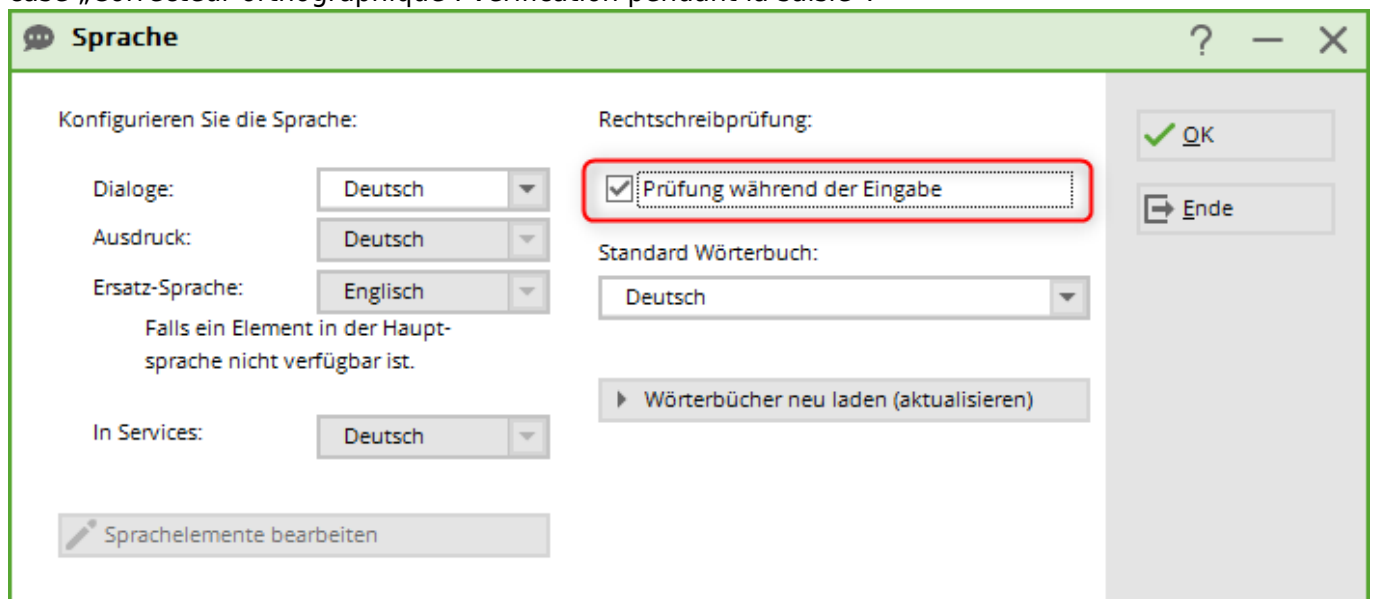 Sprache
Konfigurieren Sie die Sprache:
Dialoge: Deutsch
Ausdruck: Deutsch
Ersatz-Sprache: Englisch
Falls ein Element in der Haupt-
sprache nicht verfügbar ist.
In Services: Deutsch
Sprachelemente bearbeiten
Rechtschreibprüfung:
Prüfung während der Eingabe
Standard Wörterbuch:
Deutsch
Wörterbücher neu laden (aktualisieren)
OK
Ende